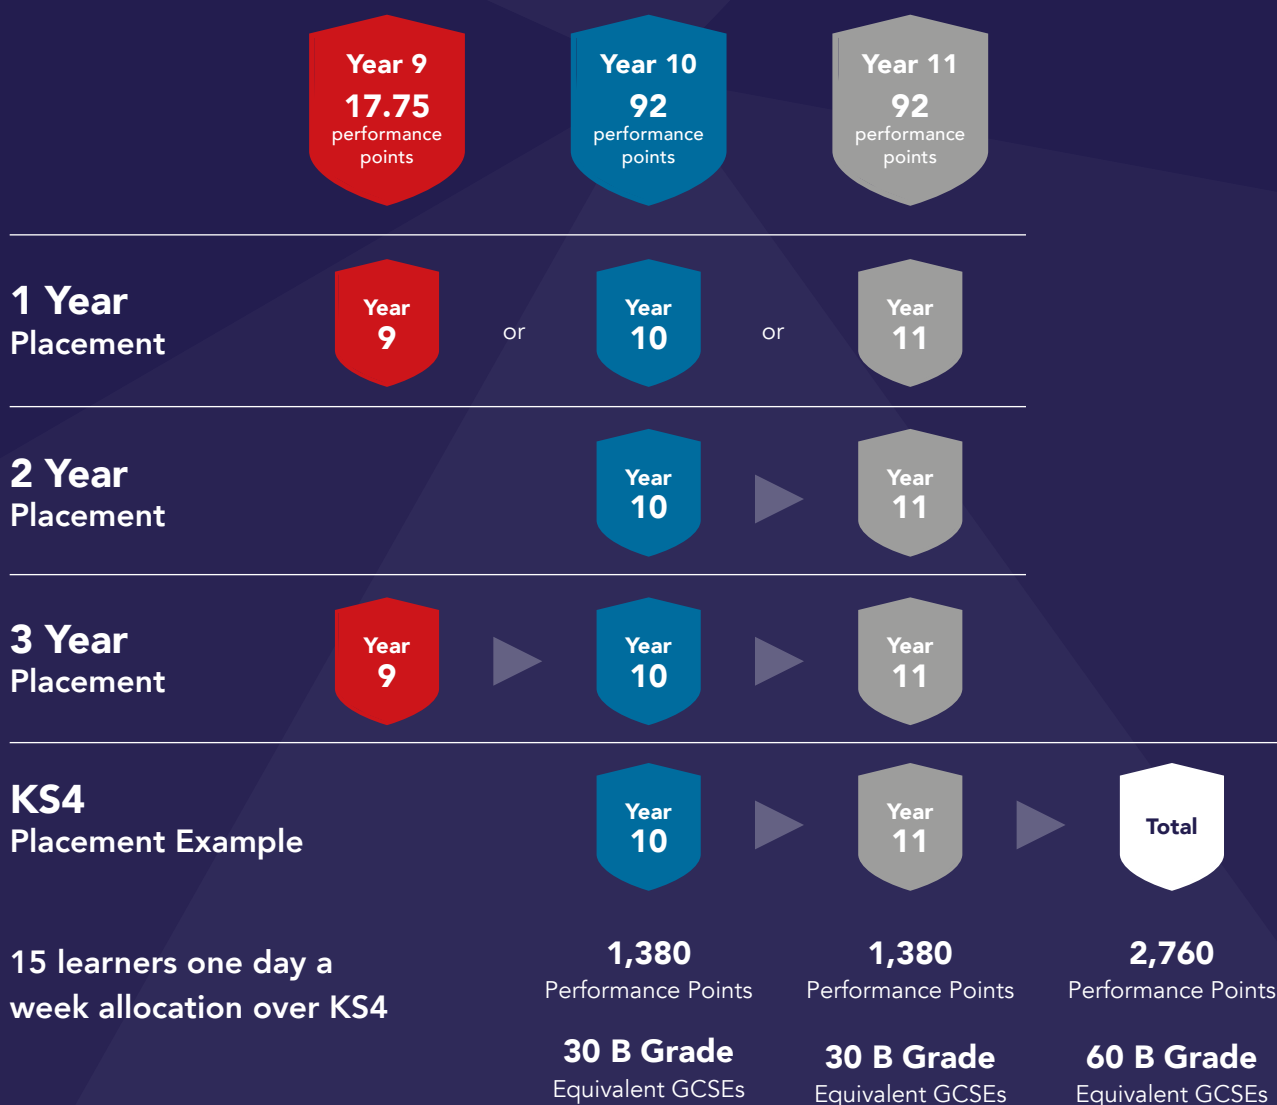 Year 9
17.75
performance
points
Year 10
92
performance
points
Year 11
92
performance
points
1 Year
Placement
Year
9
or
Year
10
or
Year
11
2 Year
Placement
Year
10
Year
11
3 Year
Placement
Year
9
Year
10
Year
11
KS4
Placement Example
Year
10
Year
11
Total
15 learners one day a
week allocation over KS4
1,380
Performance Points
30 B Grade
Equivalent GCSEs
1,380
Performance Points
30 B Grade
Equivalent GCSEs
2,760
Performance Points
60 B Grade
Equivalent GCSEs